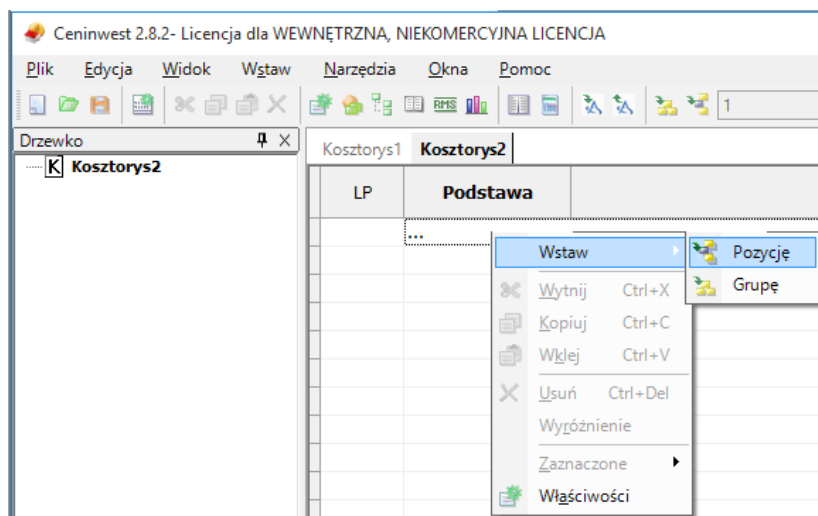 Ceninwest 2.8.2- Licencja dla WEWNĘTRZNA, NIEKOMERCYJNA LICENCJA
Plik Edycja Widok Wstaw Narzędzia Okna Pomoc
RMS 1
Drzewko
K Kosztorys2
Kosztorys1 Kosztorys2
LP Podstawa
...
Wstaw
Pozycję
Grupę
Wytnij Ctrl+X
Kopiuj Ctrl+C
Wklej Ctrl+V
Usuń Ctrl+Del
Wyróżnienie
Zaznaczone
Właściwości